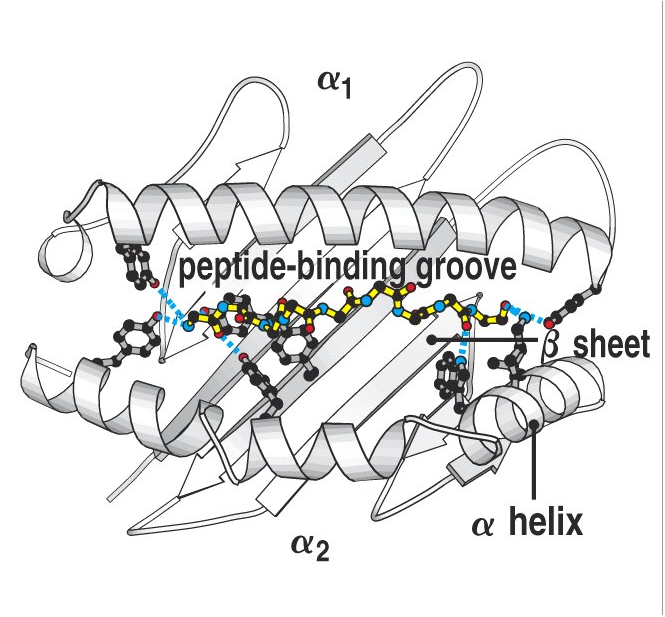 α1
peptide-binding groove
β sheet
α helix
α2